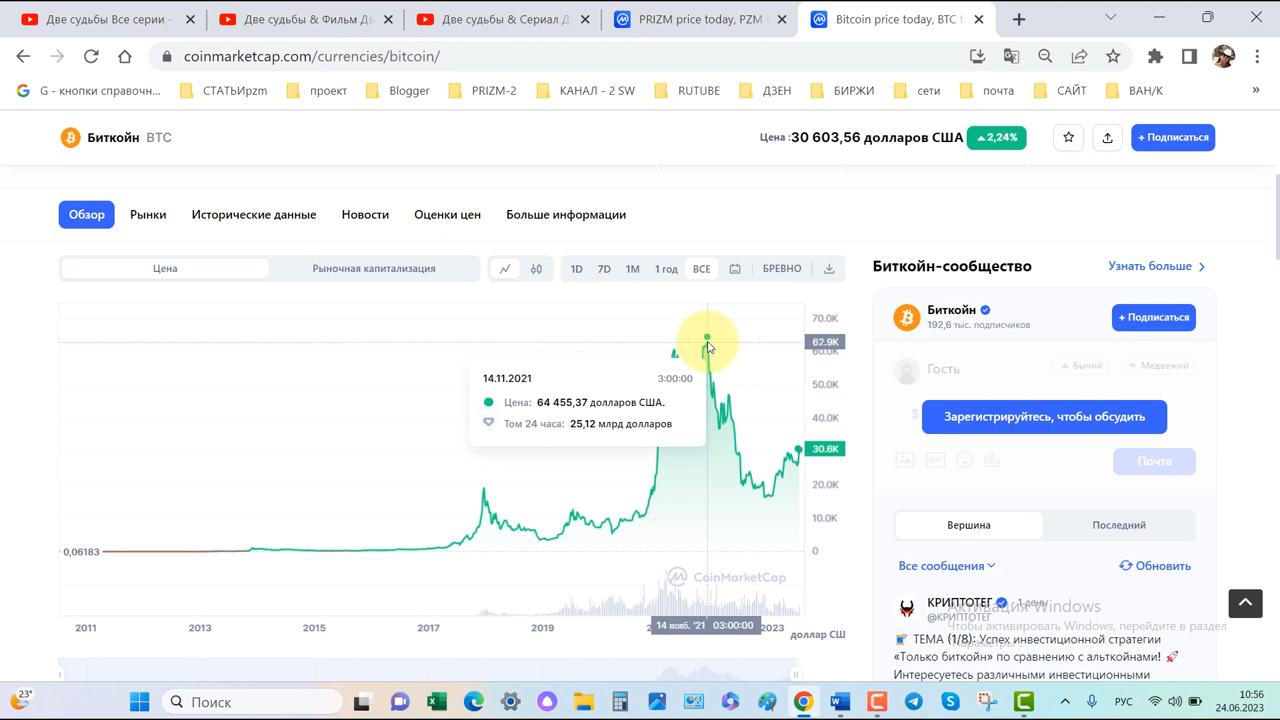 Две судьбы Все серии -
Две судьбы & Фильм Дв
Две судьбы & Сериал Д
PRIZM price today, PZM
Bitcoin price today, BTC t
coinmarketcap.com/currencies/bitcoin/
G - кнопки справочн...
СТАТЬИpzm
проект
Blogger
PRIZM-2
КАНАЛ - 2 SW
RUTUBE
ДЗЕН
БИРЖИ
сети
почта
САЙТ
ВАН/К
»
Биткойн BTC
Цена :30 603,56 долларов США
2,24%
+ Подписаться
Обзор
Рынки
Исторические данные
Новости
Оценки цен
Больше информации
Цена
Рыночная капитализация
1D
7D
1M
1 год
ВСЕ
БРЕВНО
Биткойн-сообщество
Узнать больше
Биткойн
192,6 тыс. подписчиков
+ Подписаться
70.0K
62.9K
60.0K
50.0K
40.0K
30.6K
20.0K
10.0K
0
14.11.2021 3:00:00
Цена: 64 455,37 долларов США.
Том 24 часа: 25,12 млрд долларов
0,06183
CoinMarketCap
2011
2013
2015
2017
2019
14 нояб. '21 03:00:00
2023
доллар СШ
Гость
Бычий
Медвежий
$
Зарегистрируйтесь, чтобы обсудить
GIF
Почта
Вершина
Последний
Все сообщения
Обновить
КРИПТОТЕГ · 1 день
@КРИПТОТЕГ
ТЕМА (1/8): Успех инвестиционной стратегии
«Только биткойн» по сравнению с альткойнами!
Интересуетесь различными инвестиционными
Активация Windows
Чтобы активировать Windows, перейдите в раздел
"Параметры".
23°
Поиск
РУС
10:56
24.06.2023